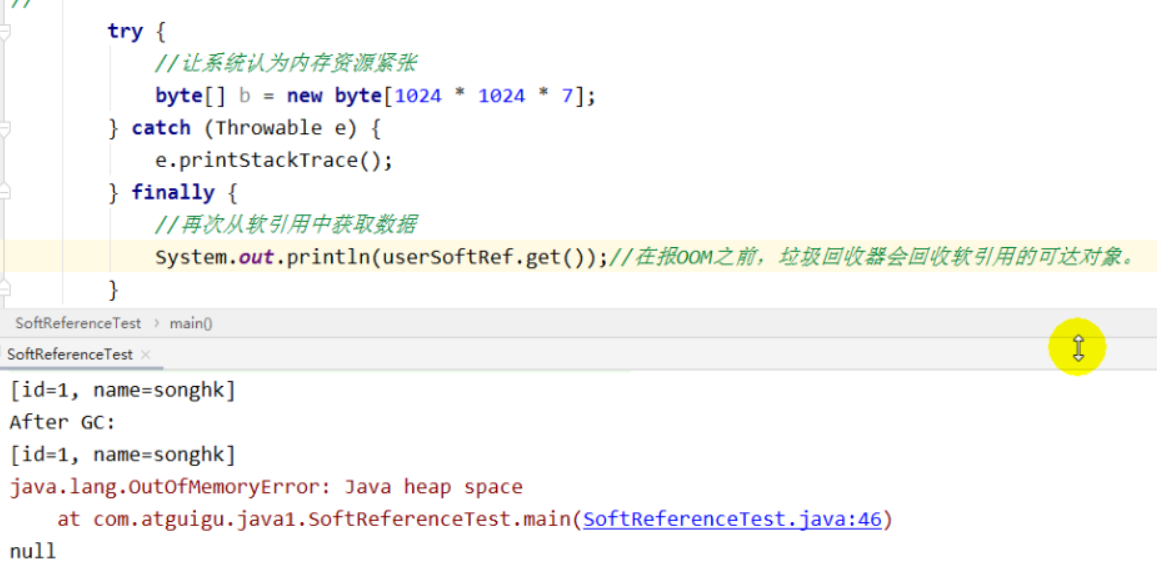 //
try {
//让系统认为内存资源紧张
byte[] b = new byte[1024 * 1024 * 7];
} catch (Throwable e) {
e.printStackTrace();
} finally {
//再次从软引用中获取数据
System.out.println(userSoftRef.get());//在报OOM之前，垃圾回收器会回收软引用的可达对象。
}
SoftReferenceTest › main()
SoftReferenceTest ×
[id=1, name=songhk]
After GC:
[id=1, name=songhk]
java.lang.OutOfMemoryError: Java heap space
at com.atguigu.java1.SoftReferenceTest.main(SoftReferenceTest.java:46)
null